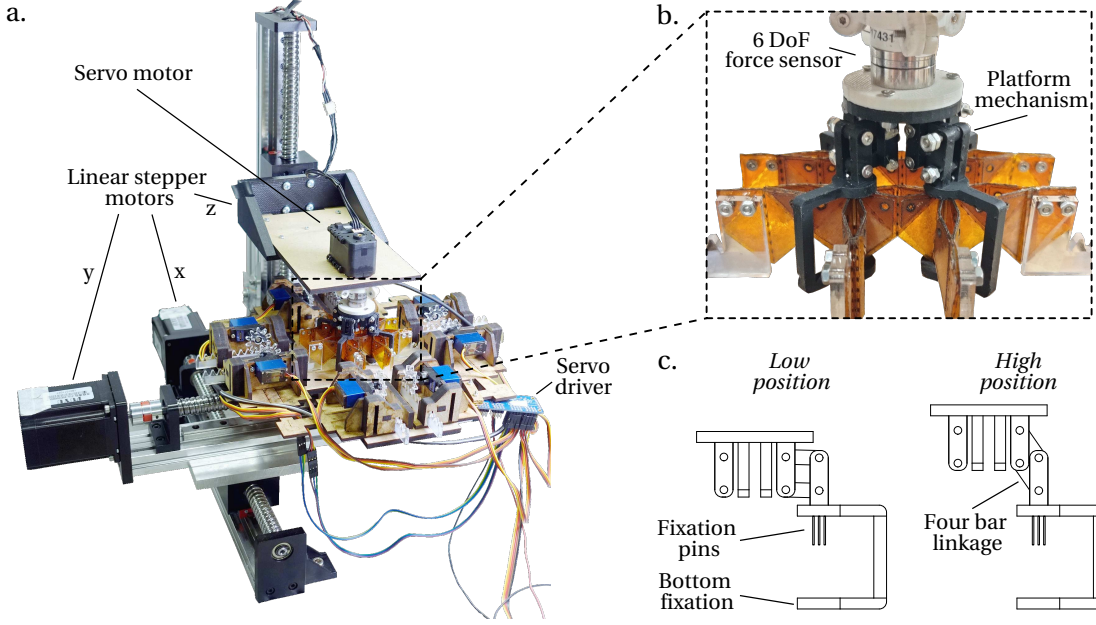 a.
Servo motor
Linear stepper
motors
z
y
x
Servo
driver
b.
7431
6 DoF
force sensor
Platform
mechanism
c.
Low
position
High
position
Fixation
pins
Four bar
linkage
Bottom
fixation